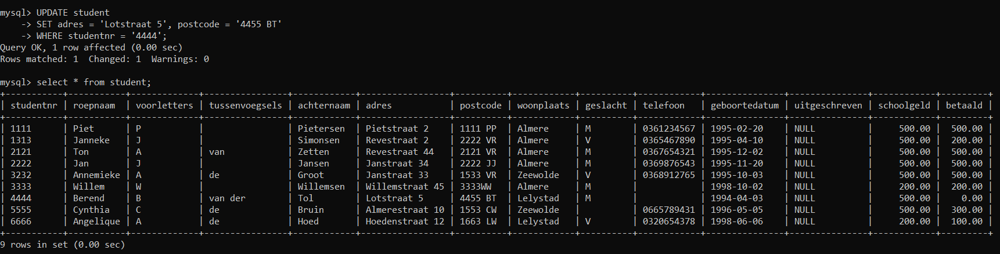 mysql> UPDATE student
    -> SET adres = 'Lotstraat 5', postcode = '4455 BT'
    -> WHERE studentnr = '4444';
Query OK, 1 row affected (0.00 sec)
Rows matched: 1  Changed: 1  Warnings: 0

mysql> select * from student;
+-----------+-----------+--------------+----------------+------------+-----------------+----------+------------+----------+------------+---------------+---------------+------------+---------+
| studentnr | roepnaam  | voorletters | tussenvoegsels | achternaam | adres           | postcode | woonplaats | geslacht | telefoon   | geboortedatum | uitgeschreven | schoolgeld | betaald |
+-----------+-----------+--------------+----------------+------------+-----------------+----------+------------+----------+------------+---------------+---------------+------------+---------+
| 1111      | Piet      | P           |                | Pietersen  | Pietstraat 2    | 1111 PP  | Almere     | M        | 0361234567 | 1995-02-20    | NULL          |     500.00 |  500.00 |
| 1313      | Janneke   | J           |                | Simonsen   | Revestraat 2    | 2222 VR  | Almere     | V        | 0365467890 | 1995-04-10    | NULL          |     500.00 |  200.00 |
| 2121      | Ton       | A           | van            | Zetten     | Revestraat 44   | 2121 VR  | Almere     | M        | 0367654321 | 1995-12-02    | NULL          |     500.00 |  500.00 |
| 2222      | Jan       | J           |                | Jansen     | Janstraat 34    | 2222 JJ  | Almere     | M        | 0369876543 | 1995-11-20    | NULL          |     500.00 |  500.00 |
| 3232      | Annemieke | A           | de             | Groot      | Janstraat 33    | 1533 VR  | Zeewolde   | V        | 0368912765 | 1995-10-03    | NULL          |     500.00 |  500.00 |
| 3333      | Willem    | W           |                | Willemsen  | Willemstraat 45 | 3333WW   | Almere     | M        |            | 1998-10-02    | NULL          |     200.00 |  200.00 |
| 4444      | Berend    | B           | van der        | Tol        | Lotstraat 5     | 4455 BT  | Lelystad   | M        |            | 1994-04-03    | NULL          |     500.00 |    0.00 |
| 5555      | Cynthia   | C           | de             | Bruin      | Almerestraat 10 | 1553 CW  | Zeewolde   |          | 0665789431 | 1996-05-05    | NULL          |     500.00 |  300.00 |
| 6666      | Angelique | A           | de             | Hoed       | Hoedenstraat 12 | 1663 LW  | Lelystad   | V        | 0320654378 | 1998-06-06    | NULL          |     200.00 |  100.00 |
+-----------+-----------+--------------+----------------+------------+-----------------+----------+------------+----------+------------+---------------+---------------+------------+---------+
9 rows in set (0.00 sec)